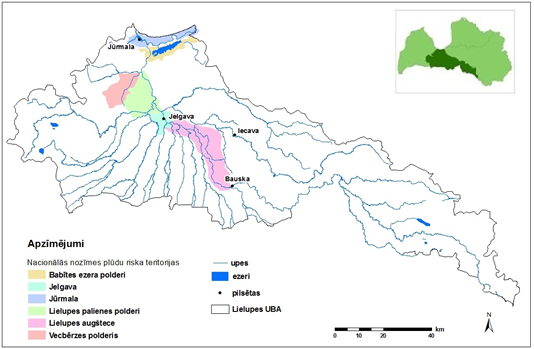 Jūrmala
Jelgava
Iecava
Bauska
Apzīmējumi
Nacionālās nozīmes plūdu riska teritorijas
Babītes ezera polderi
Jelgava
Jūrmala
Lielupes palienes polderi
Lielupes augštece
Vecbērzes polderis
upes
ezeri
pilsētas
Lielupes UBA
0 10 20 40 km
N